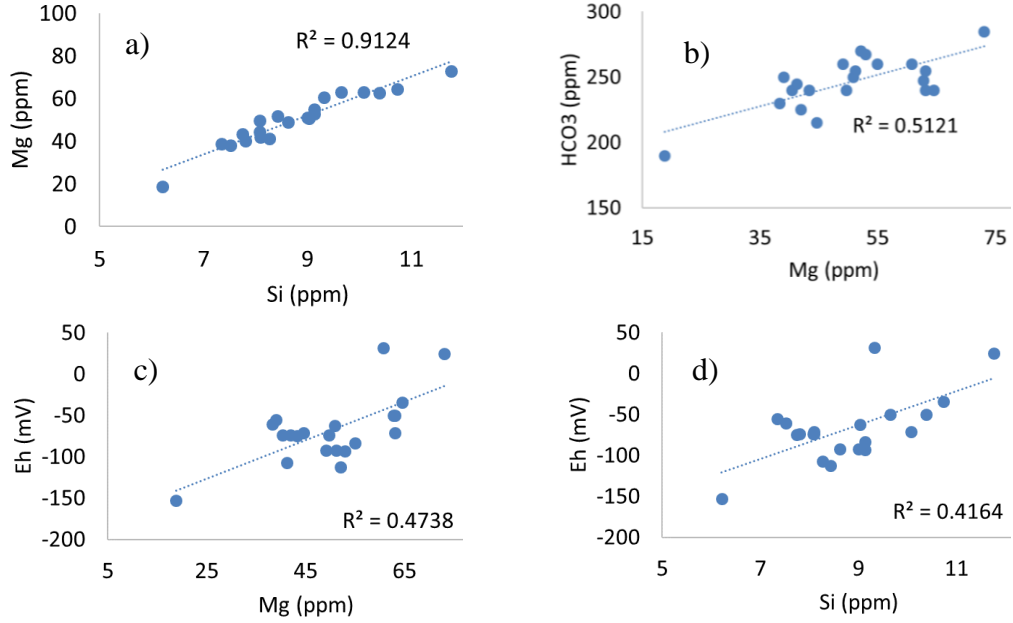 a)
R² = 0.9124
Mg (ppm)
100
80
60
40
20
0
5 7 9 11
Si (ppm)
b)
R² = 0.5121
HCO3 (ppm)
300
250
200
150
15 35 55 75
Mg (ppm)
c)
R² = 0.4738
Eh (mV)
50
0
-50
-100
-150
-200
5 25 45 65
Mg (ppm)
d)
R² = 0.4164
Eh (mV)
50
0
-50
-100
-150
-200
5 7 9 11
Si (ppm)